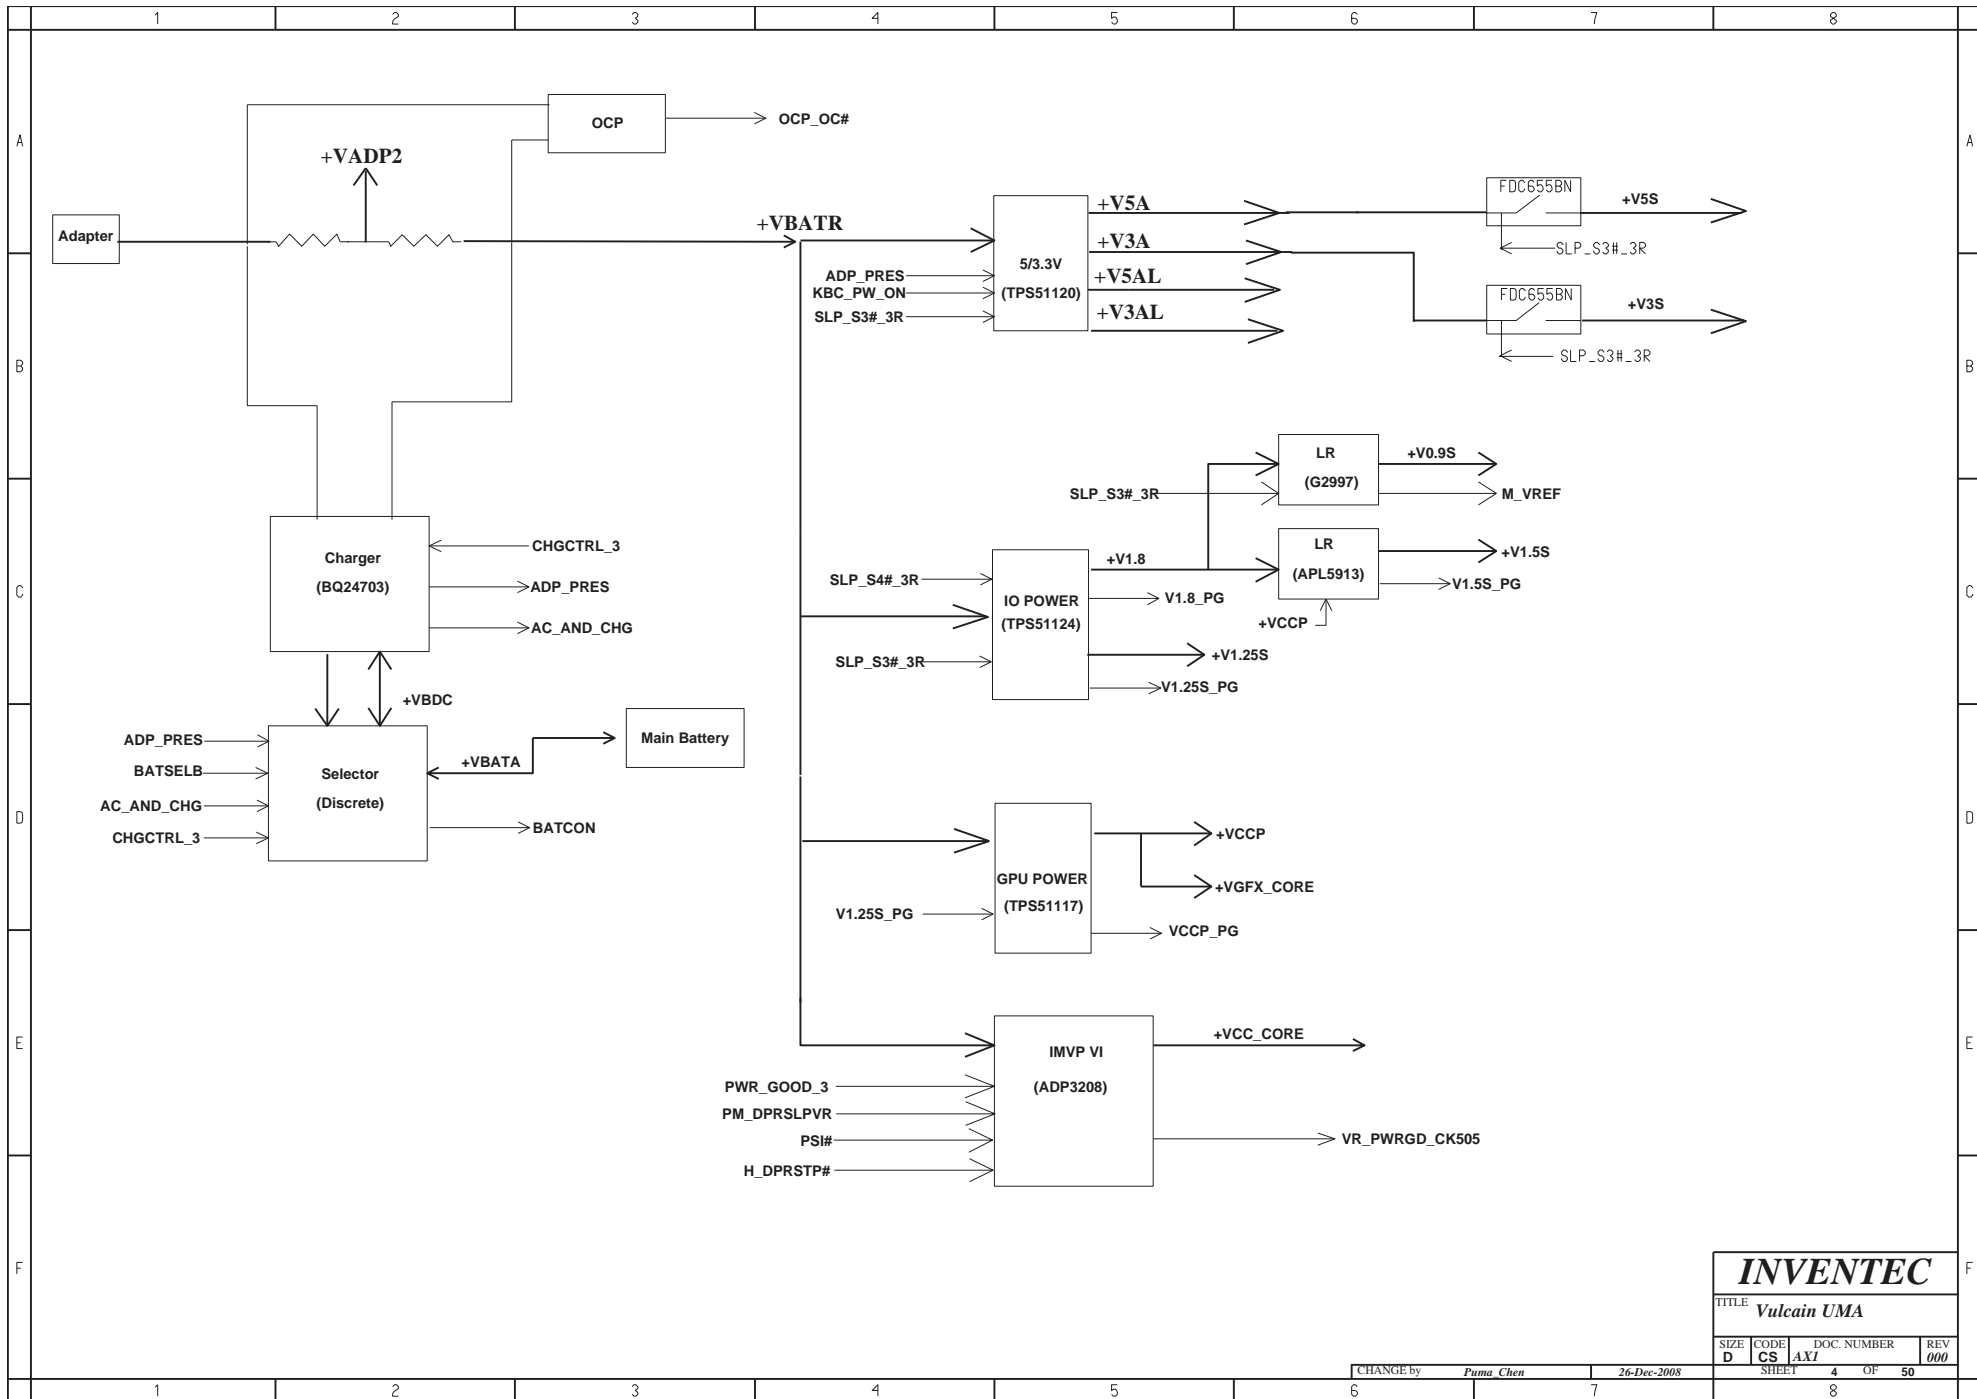 1 2 3 4 5 6 7 8
A
A
B
B
C
C
D
D
E
E
F
F
OCP
OCP_OC#
+VADP2
Adapter
+VBATR
ADP_PRES
KBC_PW_ON
SLP_S3#_3R
5/3.3V
(TPS51120)
+V5A
+V3A
+V5AL
+V3AL
FDC655BN
+V5S
SLP_S3#_3R
FDC655BN
+V3S
SLP_S3#_3R
LR
(G2997)
+V0.9S
M_VREF
SLP_S3#_3R
LR
(APL5913)
+V1.5S
V1.5S_PG
+VCCP
Charger
(BQ24703)
CHGCTRL_3
ADP_PRES
AC_AND_CHG
+VBDC
SLP_S4#_3R
SLP_S3#_3R
IO POWER
(TPS51124)
+V1.8
V1.8_PG
+V1.25S
V1.25S_PG
ADP_PRES
BATSELB
AC_AND_CHG
CHGCTRL_3
Selector
(Discrete)
+VBATA
Main Battery
BATCON
V1.25S_PG
GPU POWER
(TPS51117)
+VCCP
+VGFX_CORE
VCCP_PG
PWR_GOOD_3
PM_DPRSLPVR
PSI#
H_DPRSTP#
IMVP VI
(ADP3208)
+VCC_CORE
VR_PWRGD_CK505
INVENTEC
TITLE
Vulcain UMA
SIZE CODE DOC. NUMBER REV
D CS AX1 000
CHANGE by Puma_Chen 26-Dec-2008 SHEET 4 OF 50
1 2 3 4 5 6 7 8